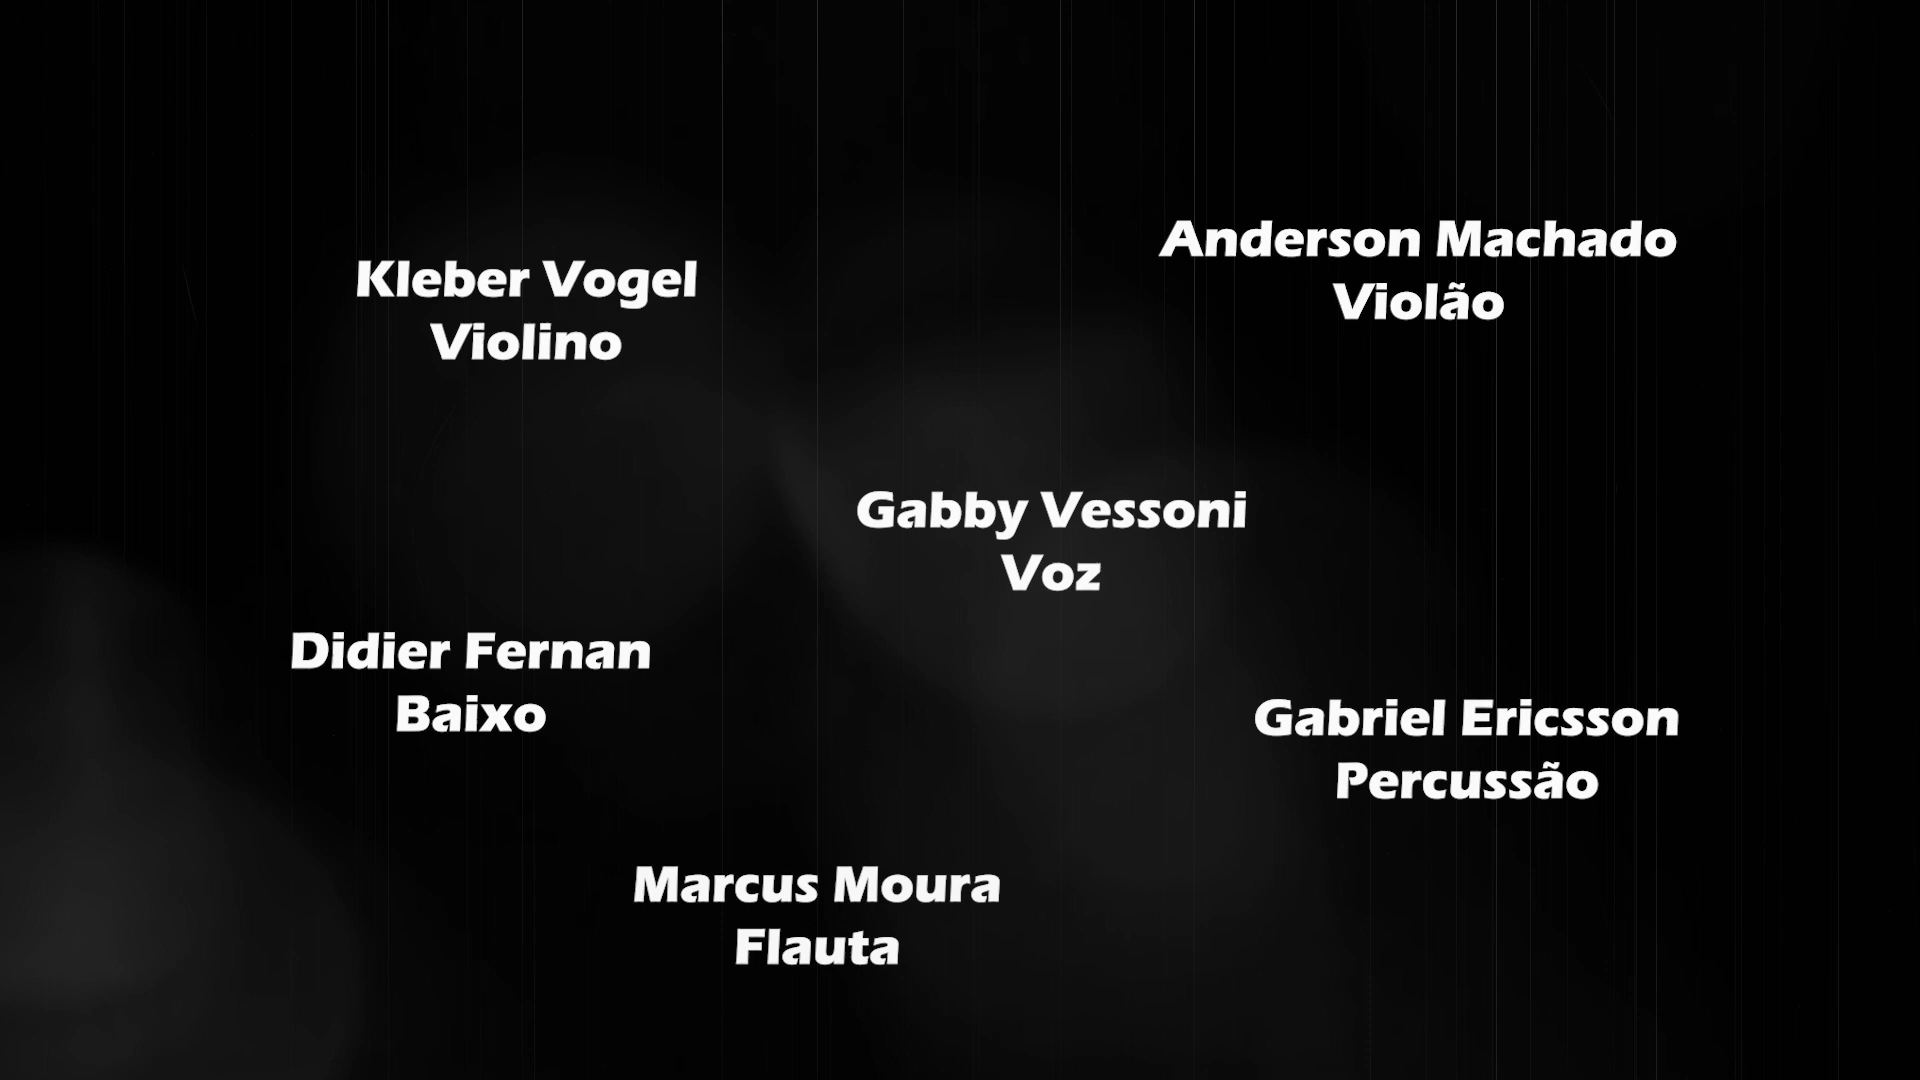 Kleber Vogel
Violino
Anderson Machado
Violão
Gabby Vessoni
Voz
Didier Fernan
Baixo
Gabriel Ericsson
Percussão
Marcus Moura
Flauta